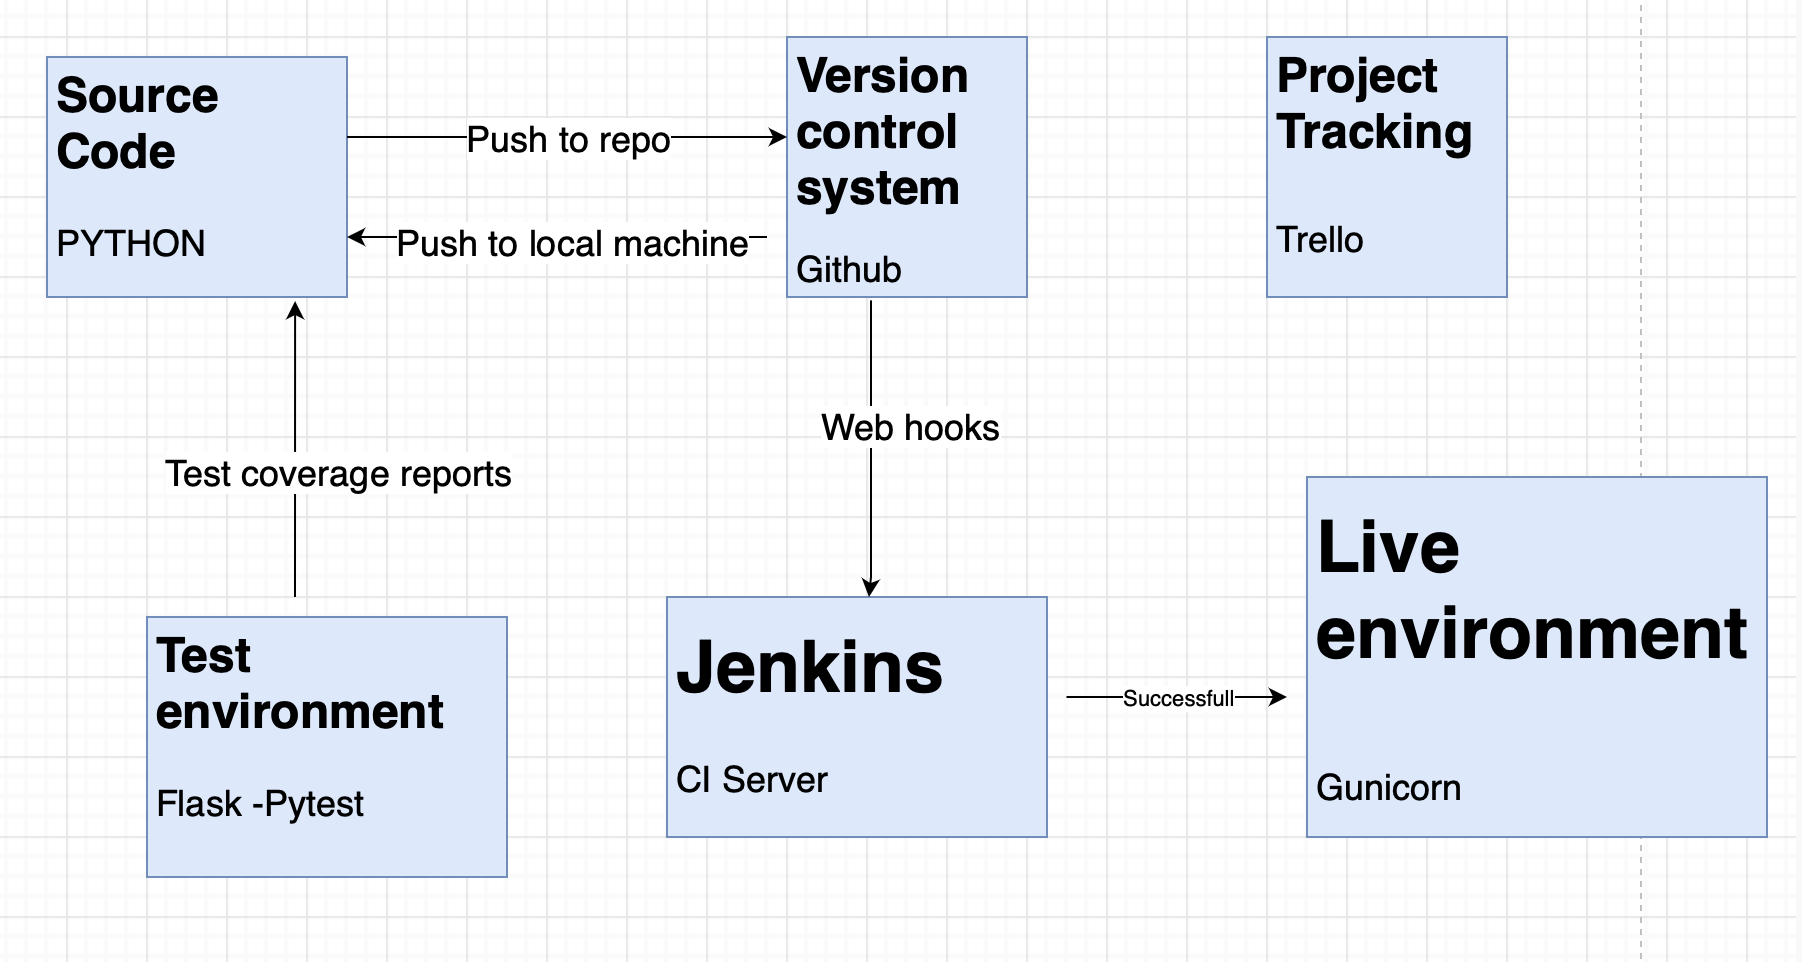 Source
Code
PYTHON
Push to repo
Push to local machine
Version
control
system
Github
Project
Tracking
Trello
Test coverage reports
Web hooks
Test
environment
Flask -Pytest
Jenkins
CI Server
Successfull
Live
environment
Gunicorn